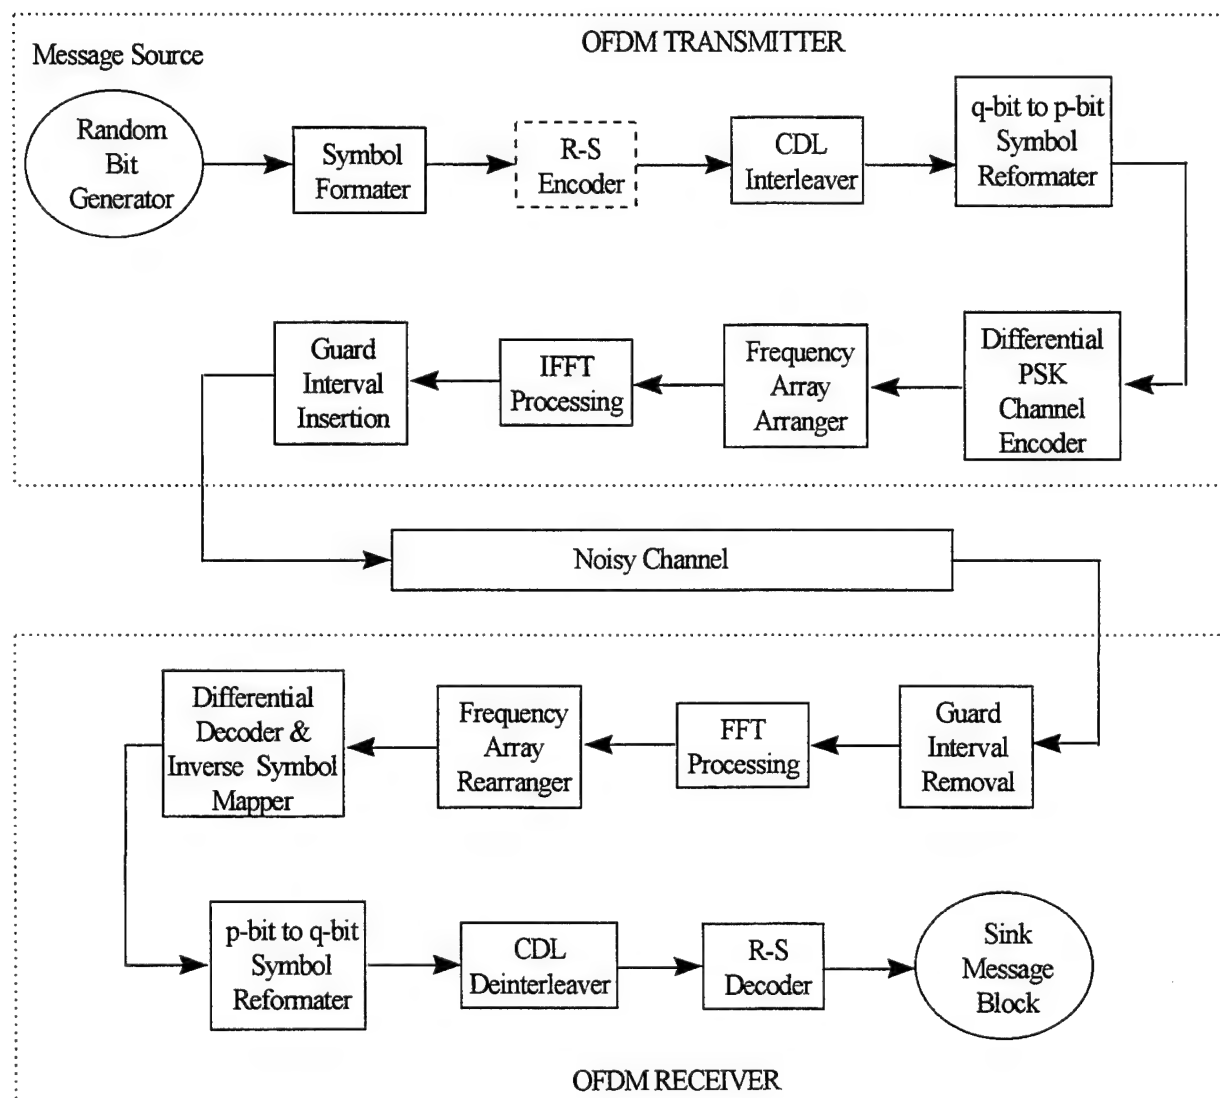 OFDM TRANSMITTER
Message Source
Random
Bit
Generator
Symbol
Formater
R-S
Encoder
CDL
Interleaver
q-bit to p-bit
Symbol
Reformater
Differential
PSK
Channel
Encoder
Frequency
Array
Arranger
IFFT
Processing
Guard
Interval
Insertion
Noisy Channel
Guard
Interval
Removal
FFT
Processing
Frequency
Array
Rearranger
Differential
Decoder &
Inverse Symbol
Mapper
p-bit to q-bit
Symbol
Reformater
CDL
Deinterleaver
R-S
Decoder
Sink
Message
Block
OFDM RECEIVER